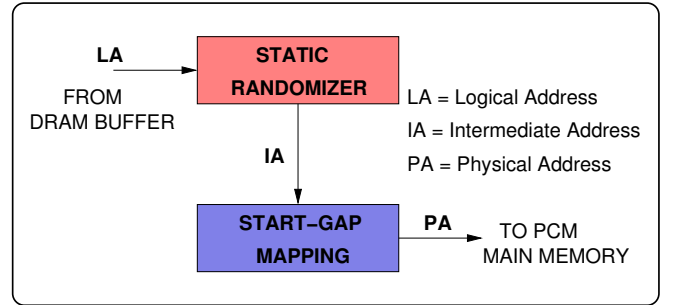 LA
FROM
DRAM BUFFER
STATIC
RANDOMIZER
LA = Logical Address
IA = Intermediate Address
PA = Physical Address
IA
START–GAP
MAPPING
PA
TO PCM
MAIN MEMORY